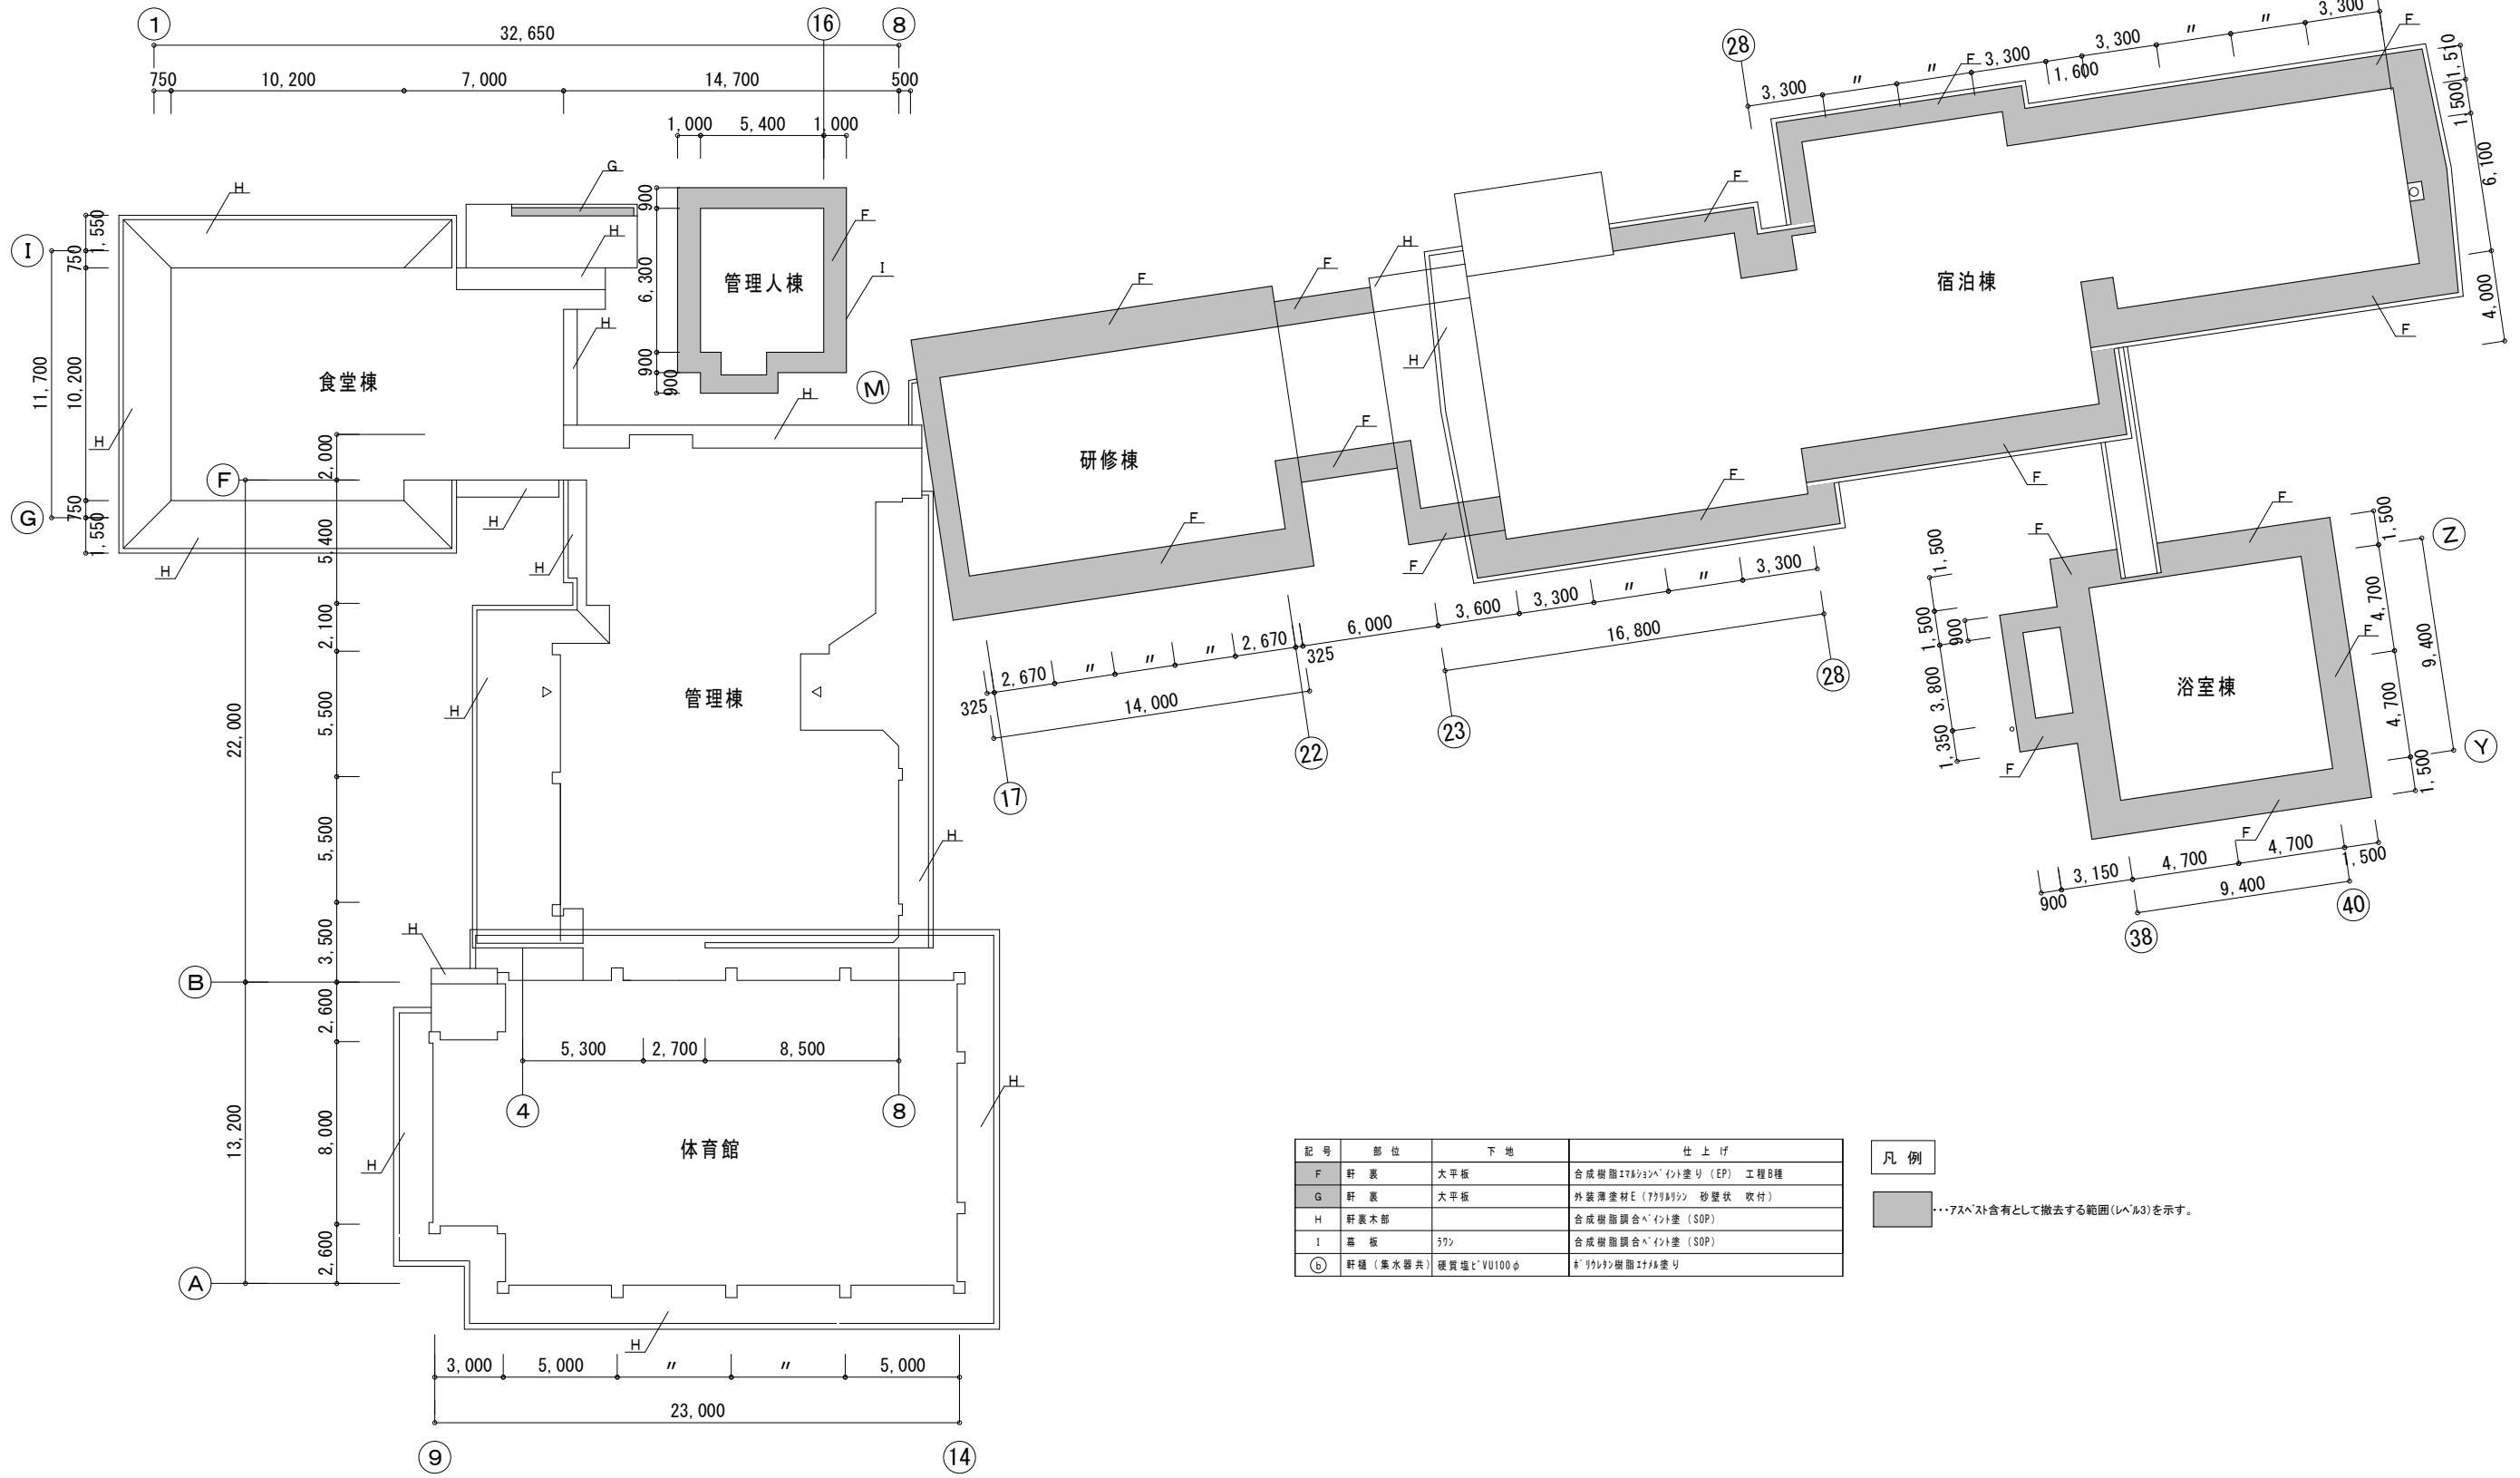 1
16
8
32,650
750
10,200
7,000
14,700
500
1,000
5,400
1,000
G
H
H
H
H
H
H
H
H
H
H
F
I
900
6,300
900
900
管理人棟
M
I
G
F
1,550
750
10,200
750
1,550
11,700
食堂棟
2,000
5,400
2,100
5,500
5,500
3,500
2,600
8,000
2,600
22,000
13,200
B
A
管理棟
H
H
H
H
H
5,300
2,700
8,500
4
8
体育館
3,000
5,000
〃
〃
5,000
23,000
9
14
28
3,300
〃
〃
3,300
1,600
3,300
〃
〃
3,300
F
F
F
F
F
F
F
F
F
F
F
F
H
H
1,510
1,500
6,100
4,000
宿泊棟
研修棟
325
2,670
〃
〃
〃
2,670
325
14,000
6,000
3,600
3,300
〃
〃
3,300
16,800
17
22
23
28
浴室棟
F
F
F
F
F
1,500
1,500
900
3,800
1,350
1,500
4,700
4,700
1,500
9,400
Z
Y
900
3,150
4,700
4,700
1,500
9,400
38
40
記号 部位 下地 仕上げ
F 軒裏 大平板 合成樹脂ｴﾏﾙｼｮﾝﾍﾟｲﾝﾄ塗り（EP） 工程B種
G 軒裏 大平板 外装薄塗材E（ｱｸﾘﾙﾘｼﾝ 砂壁状 吹付）
H 軒裏木部 合成樹脂調合ﾍﾟｲﾝﾄ塗（SOP）
I 幕板 ﾗﾜﾝ 合成樹脂調合ﾍﾟｲﾝﾄ塗（SOP）
ⓑ 軒樋（集水器共） 硬質塩ﾋﾞVU100φ ﾎﾟﾘｳﾚﾀﾝ樹脂ｴﾅﾒﾙ塗り
凡例
・・・ｱｽﾍﾞｽﾄ含有として撤去する範囲(ﾚﾍﾞﾙ3)を示す。